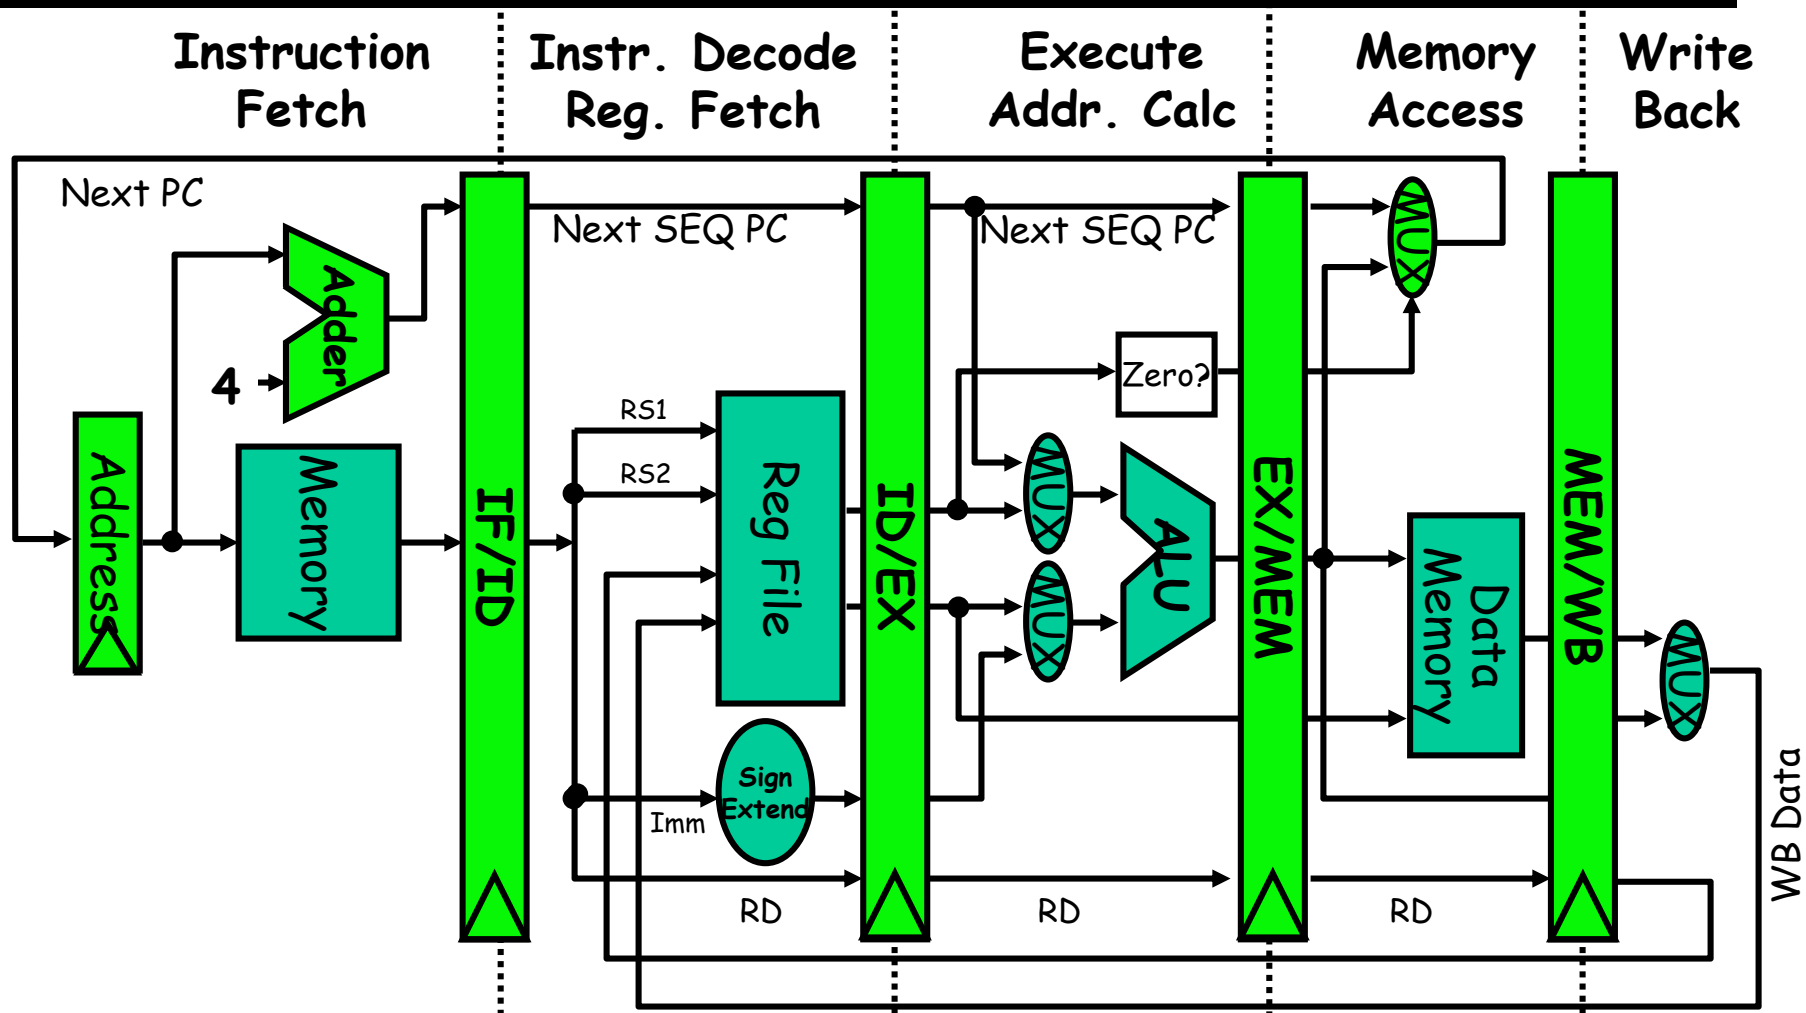 Instruction
Fetch
Instr. Decode
Reg. Fetch
Execute
Addr. Calc
Memory
Access
Write
Back
Next PC
Next SEQ PC
Next SEQ PC
MUX
Adder
4
Zero?
RS1
RS2
Address
Memory
IF/ID
Reg File
ID/EX
MUX
MUX
ALU
EX/MEM
Data
Memory
MEM/WB
MUX
Sign
Extend
Imm
WB Data
RD
RD
RD